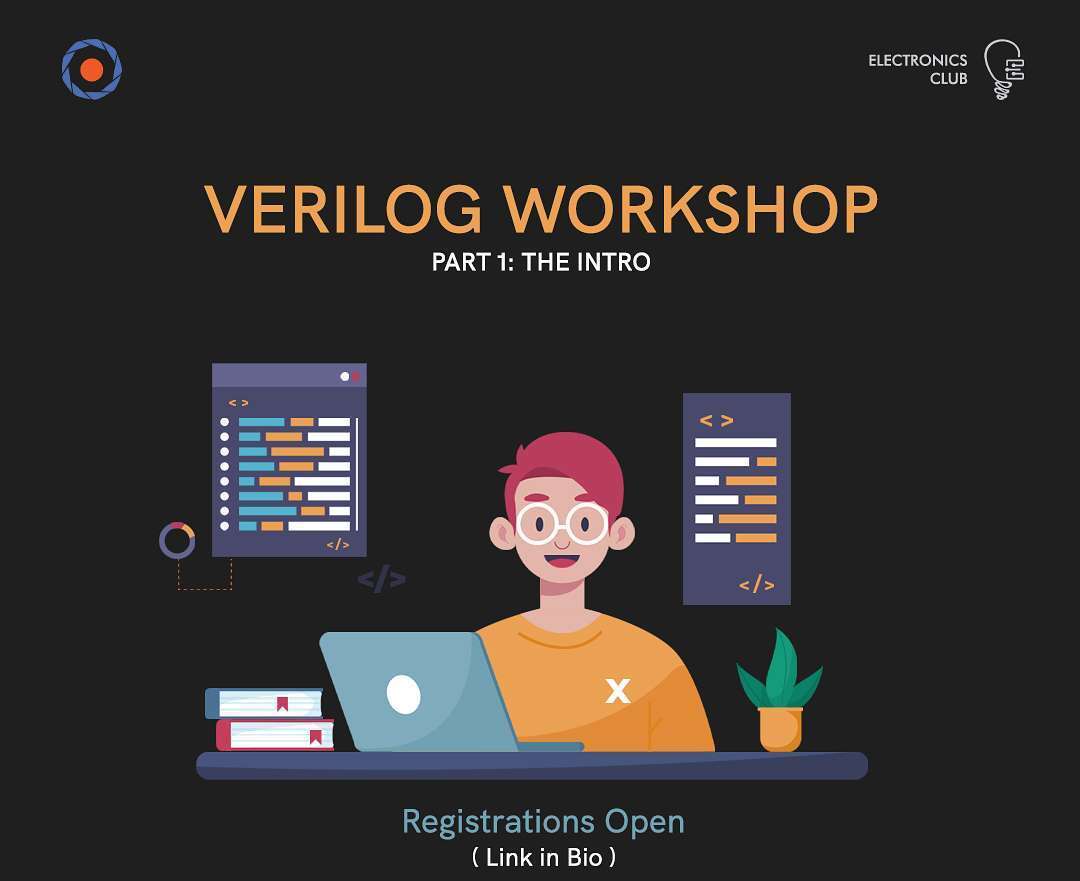 ELECTRONICS
CLUB
VERILOG WORKSHOP
PART 1: THE INTRO
< >
</>
</>
< >
</>
X
Registrations Open
( Link in Bio )